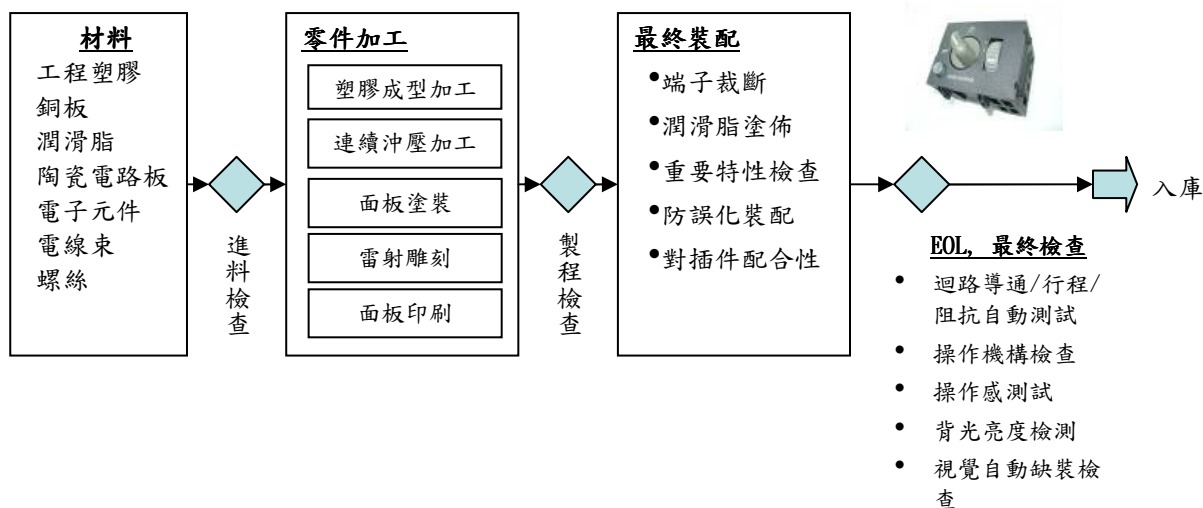 材料
工程塑膠
銅板
潤滑脂
陶瓷電路板
電子元件
電線束
螺絲
進料檢查
零件加工
塑膠成型加工
連續沖壓加工
面板塗裝
雷射雕刻
面板印刷
製程檢查
最終裝配
•端子裁斷
•潤滑脂塗佈
•重要特性檢查
•防誤化裝配
•對插件配合性
入庫
EOL, 最終檢查
• 迴路導通/行程/
阻抗自動測試
• 操作機構檢查
• 操作感測試
• 背光亮度檢測
• 視覺自動缺裝檢
查